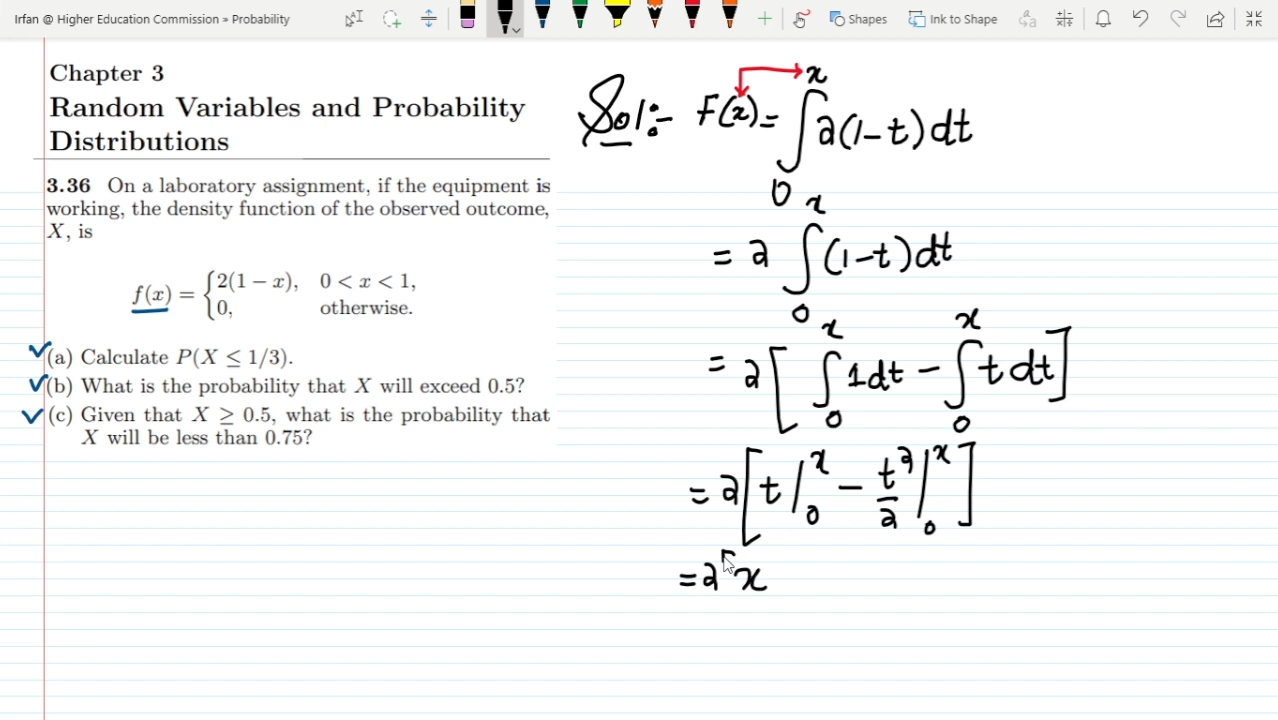 Irfan @ Higher Education Commission » Probability
Shapes
Ink to Shape
Chapter 3
Random Variables and Probability
Distributions
3.36 On a laboratory assignment, if the equipment is
working, the density function of the observed outcome,
X, is
f(x) = {2(1 − x), 0 < x < 1,
0, otherwise.
(a) Calculate P(X ≤ 1/3).
(b) What is the probability that X will exceed 0.5?
(c) Given that X ≥ 0.5, what is the probability that
X will be less than 0.75?
Sol:- F(x) = ∫₀ˣ 2(1-t)dt
= 2 ∫₀ˣ (1-t)dt
= 2[ ∫₀ˣ 1dt - ∫₀ˣ t dt ]
= 2[ t |₀ˣ - t²/2 |₀ˣ ]
= 2[ x